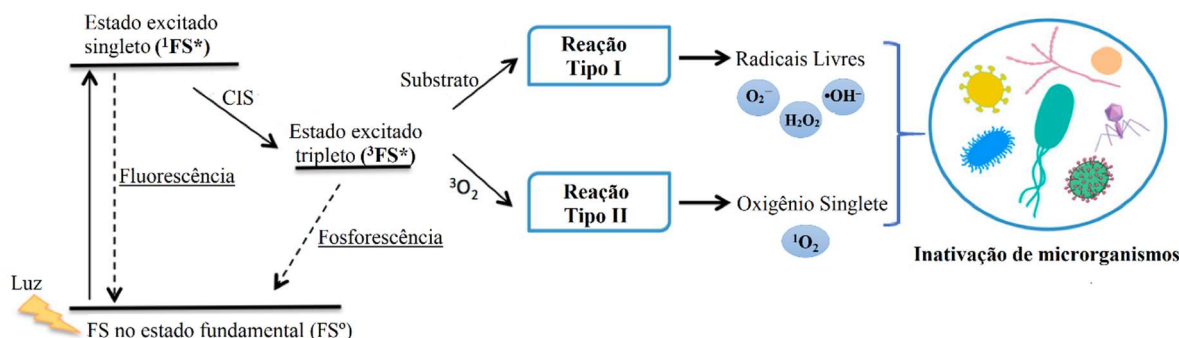 Estado excitado
singleto (¹FS*)
CIS
Fluorescência
Luz
FS no estado fundamental (FSº)
Estado excitado
tripleto (³FS*)
Fosforescência
Substrato
³O₂
Reação
Tipo I
Reação
Tipo II
Radicais Livres
O₂⁻
H₂O₂
•OH⁻
Oxigênio Singlete
¹O₂
Inativação de microrganismos